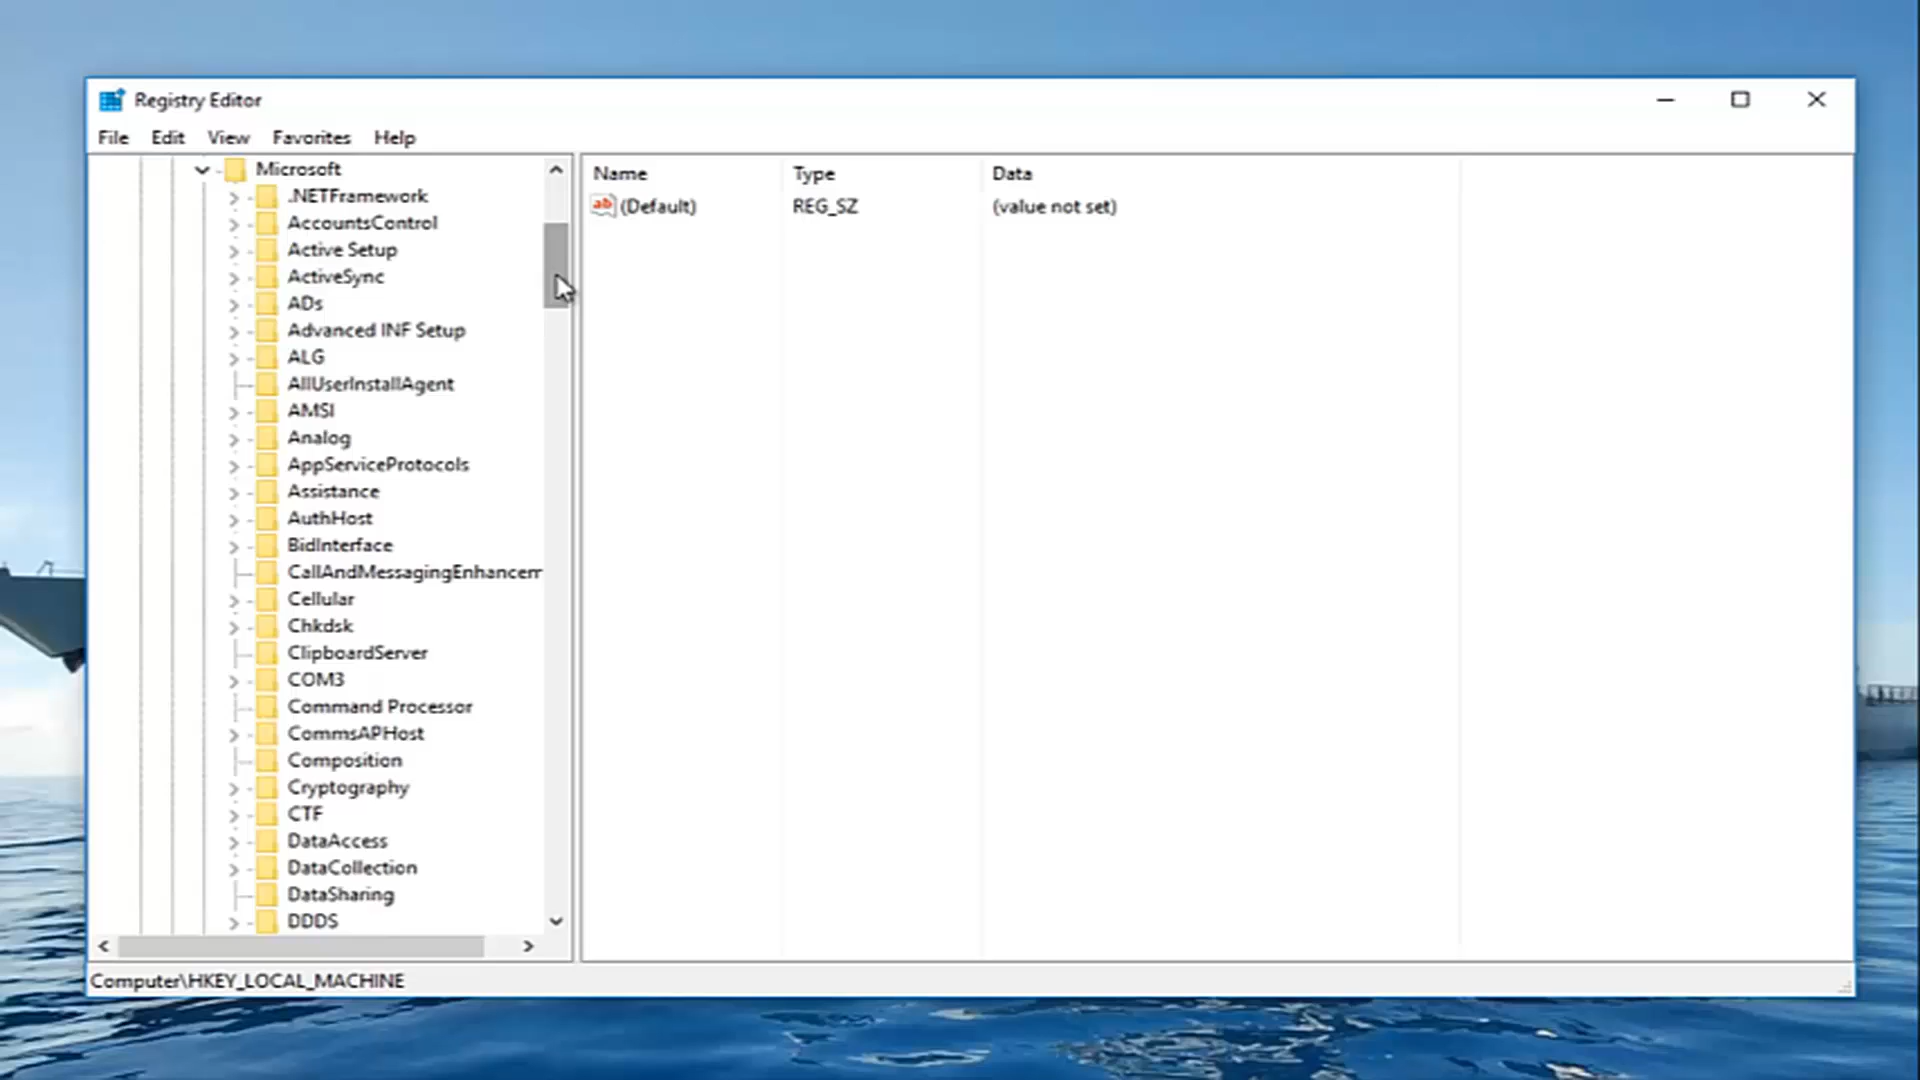 Registry Editor
File Edit View Favorites Help
Microsoft
.NETFramework
AccountsControl
Active Setup
ActiveSync
ADs
Advanced INF Setup
ALG
AllUserInstallAgent
AMSI
Analog
AppServiceProtocols
Assistance
AuthHost
BidInterface
CallAndMessagingEnhancem
Cellular
Chkdsk
ClipboardServer
COM3
Command Processor
CommsAPHost
Composition
Cryptography
CTF
DataAccess
DataCollection
DataSharing
DDDS
Name Type Data
ab (Default) REG_SZ (value not set)
Computer\HKEY_LOCAL_MACHINE